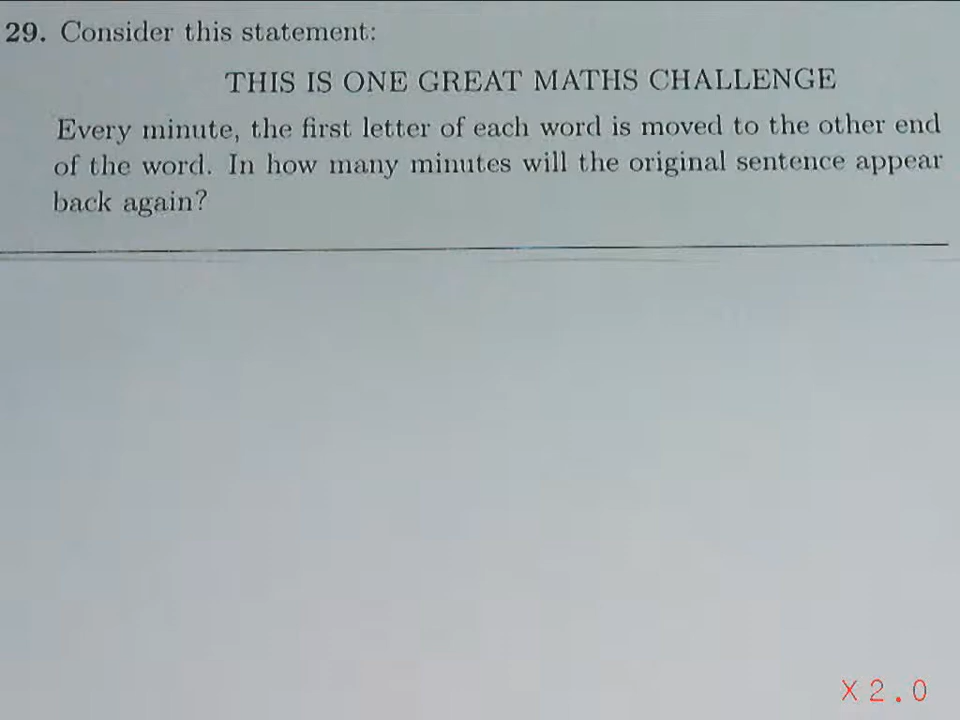 29. Consider this statement:
THIS IS ONE GREAT MATHS CHALLENGE
Every minute, the first letter of each word is moved to the other end
of the word. In how many minutes will the original sentence appear
back again?
X2.0